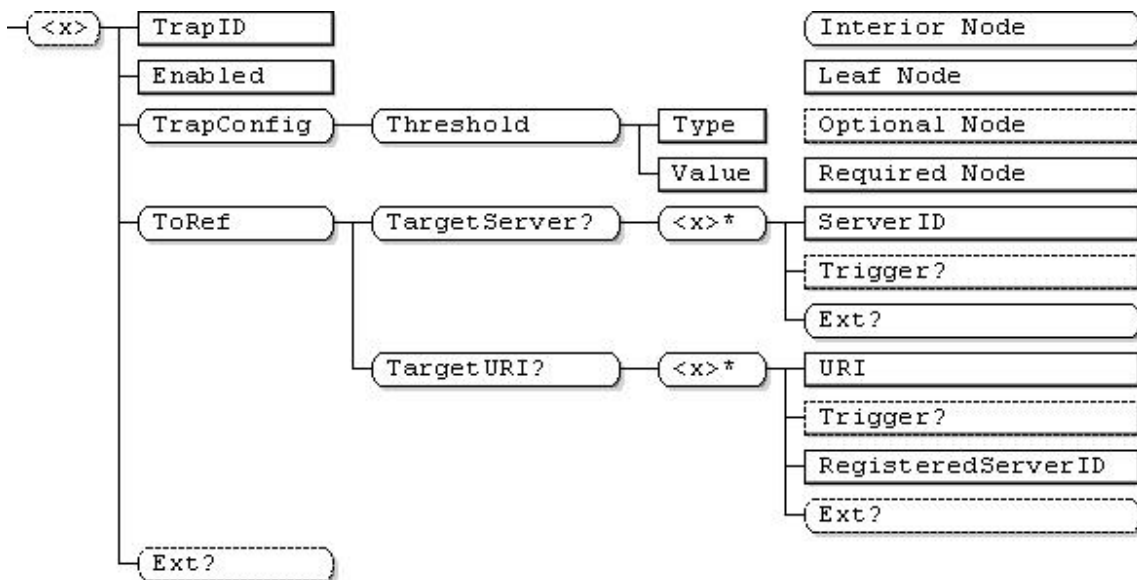 <x>
TrapID
Interior Node
Enabled
Leaf Node
TrapConfig
Threshold
Type
Optional Node
Value
Required Node
ToRef
TargetServer?
<x>*
ServerID
Trigger?
Ext?
TargetURI?
<x>*
URI
Trigger?
RegisteredServerID
Ext?
Ext?